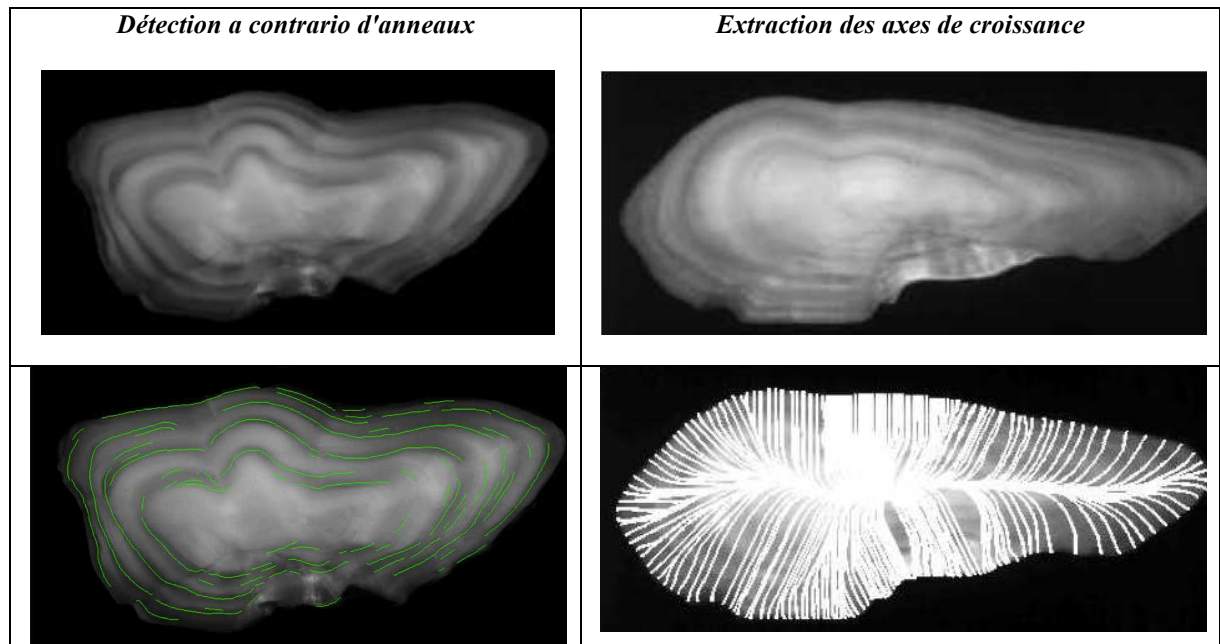 Détection a contrario d'anneaux
Extraction des axes de croissance